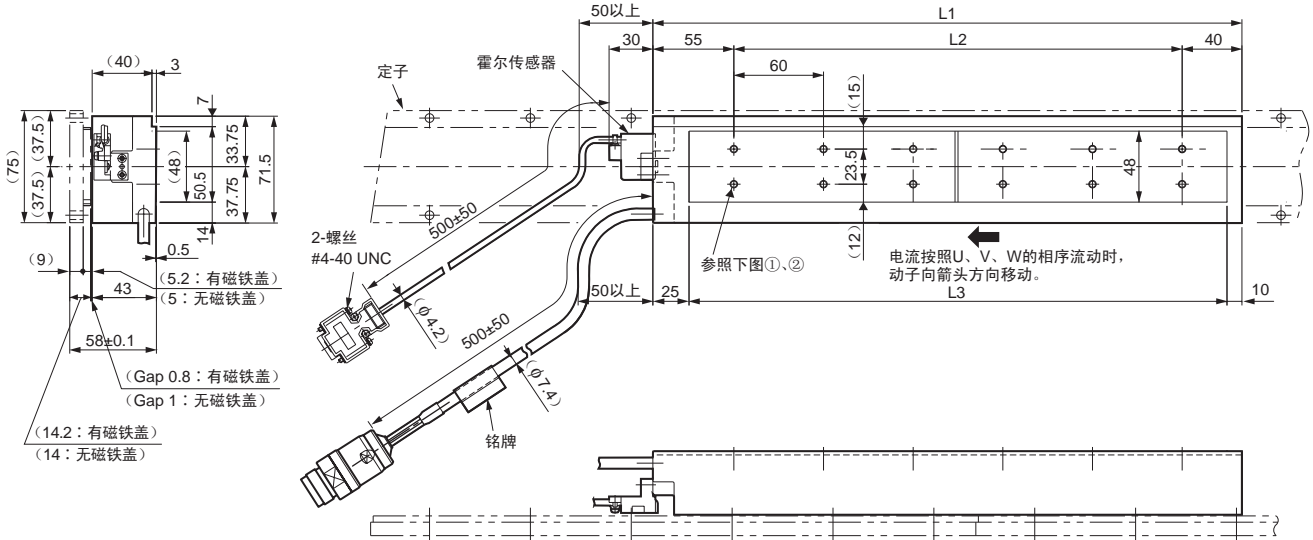 50以上
L1
(40)
3
30
55
L2
40
定子
霍尔传感器
60
(15)
7
(75)
(37.5)
(37.5)
(48)
50.5
33.75
37.75
71.5
14
23.5
48
500±50
2-螺丝
#4-40 UNC
0.5
(9)
(5.2：有磁铁盖)
43
(5：无磁铁盖)
58±0.1
(Gap 0.8：有磁铁盖)
(Gap 1：无磁铁盖)
(14.2：有磁铁盖)
(14：无磁铁盖)
参照下图①、②
(12)
电流按照U、V、W的相序流动时，
动子向箭头方向移动。
50以上
25
L3
10
(φ4.2)
500±50
(φ7.4)
铭牌